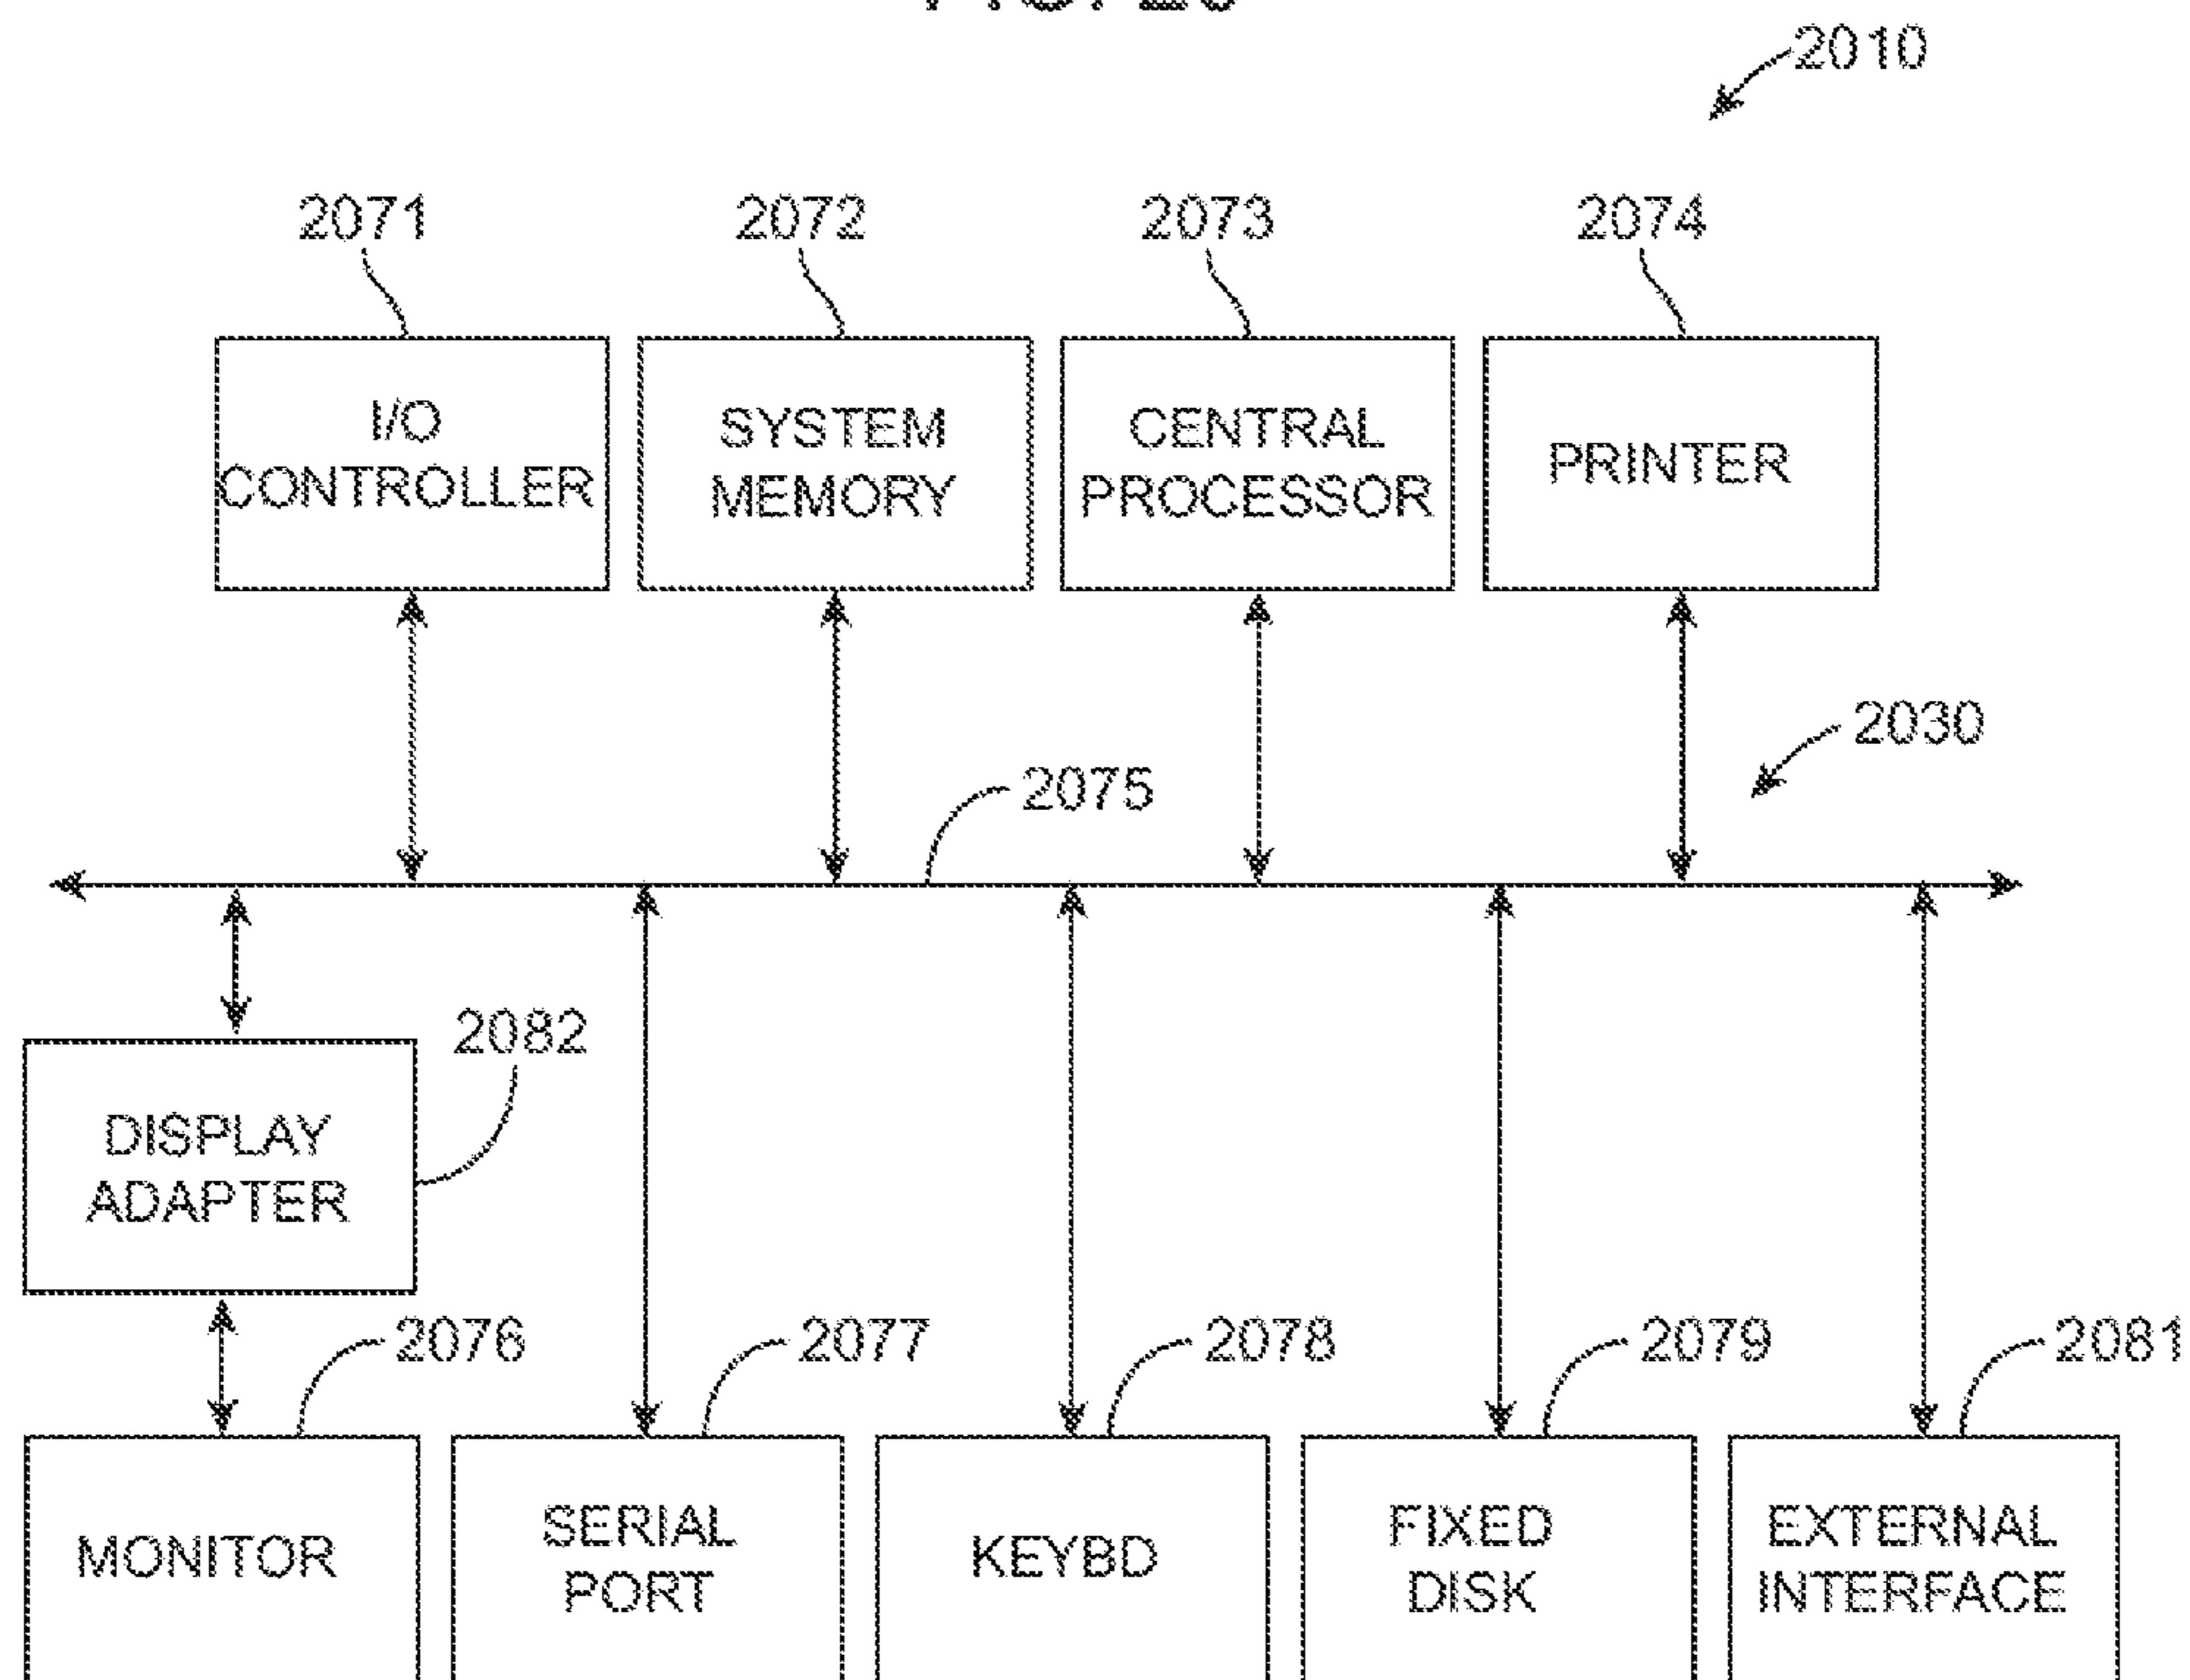 2010
2071
2072
2073
2074
I/O
CONTROLLER
SYSTEM
MEMORY
CENTRAL
PROCESSOR
PRINTER
2030
2075
2082
DISPLAY
ADAPTER
2076
2077
2078
2079
2081
MONITOR
SERIAL
PORT
KEYBD
FIXED
DISK
EXTERNAL
INTERFACE